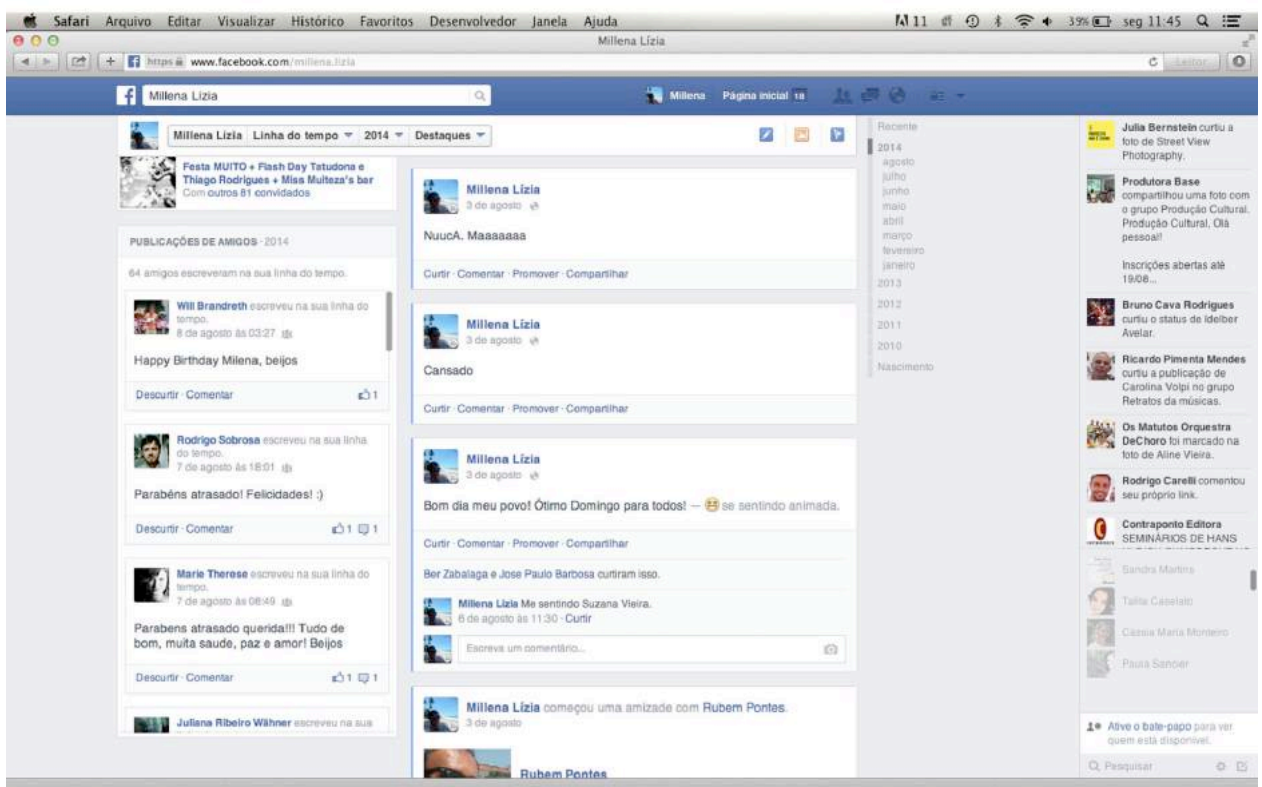 Safari Arquivo Editar Visualizar Histórico Favoritos Desenvolvedor Janela Ajuda
11 39% seg 11:45
Millena Lízia
https www.facebook.com/millena.lizia
Leitor
Millena Lízia
Millena Página inicial 18
Millena Lízia Linha do tempo 2014 Destaques
Festa MUITO + Flash Day Tatudona e
Thiago Rodrigues + Miss Multeza's bar
Com outros 81 convidados
PUBLICAÇÕES DE AMIGOS · 2014
64 amigos escreveram na sua linha do tempo.
Will Brandreth escreveu na sua linha do
tempo.
8 de agosto às 03:27
Happy Birthday Milena, beijos
Descurtir · Comentar 1
Rodrigo Sobrosa escreveu na sua linha
do tempo.
7 de agosto às 18:01
Parabéns atrasado! Felicidades! :)
Descurtir · Comentar 1 1
Marie Therese escreveu na sua linha do
tempo.
7 de agosto às 08:49
Parabens atrasado querida!!! Tudo de
bom, muita saude, paz e amor! Beijos
Descurtir · Comentar 1 1
Juliana Ribeiro Wähner escreveu na sua
Millena Lízia
3 de agosto
NuucA. Maaaaaaa
Curtir · Comentar · Promover · Compartilhar
Millena Lízia
3 de agosto
Cansado
Curtir · Comentar · Promover · Compartilhar
Millena Lízia
3 de agosto
Bom dia meu povo! Ótimo Domingo para todos! — se sentindo animada.
Curtir · Comentar · Promover · Compartilhar
Ber Zabalaga e Jose Paulo Barbosa curtiram isso.
Millena Lízia Me sentindo Suzana Vieira.
6 de agosto às 11:30 · Curtir
Escreva um comentário...
Millena Lízia começou uma amizade com Rubem Pontes.
3 de agosto
Rubem Pontes
Recente
2014
agosto
julho
junho
maio
abril
março
fevereiro
janeiro
2013
2012
2011
2010
Nascimento
Julia Bernstein curtiu a
foto de Street View
Photography.
Produtora Base
compartilhou uma foto com
o grupo Produção Cultural.
Produção Cultural, Olá
pessoal!
Inscrições abertas até
19/08...
Bruno Cava Rodrigues
curtiu o status de Idelber
Avelar.
Ricardo Pimenta Mendes
curtiu a publicação de
Carolina Volpi no grupo
Retratos da músicas.
Os Matutos Orquestra
DeChoro foi marcado na
foto de Aline Vieira.
Rodrigo Carelli comentou
seu próprio link.
Contraponto Editora
SEMINÁRIOS DE HANS
Sandra Martins
Talita Caselato
Cássia Maria Monteiro
Paula Sancier
Ative o bate-papo para ver
quem está disponível.
Pesquisar